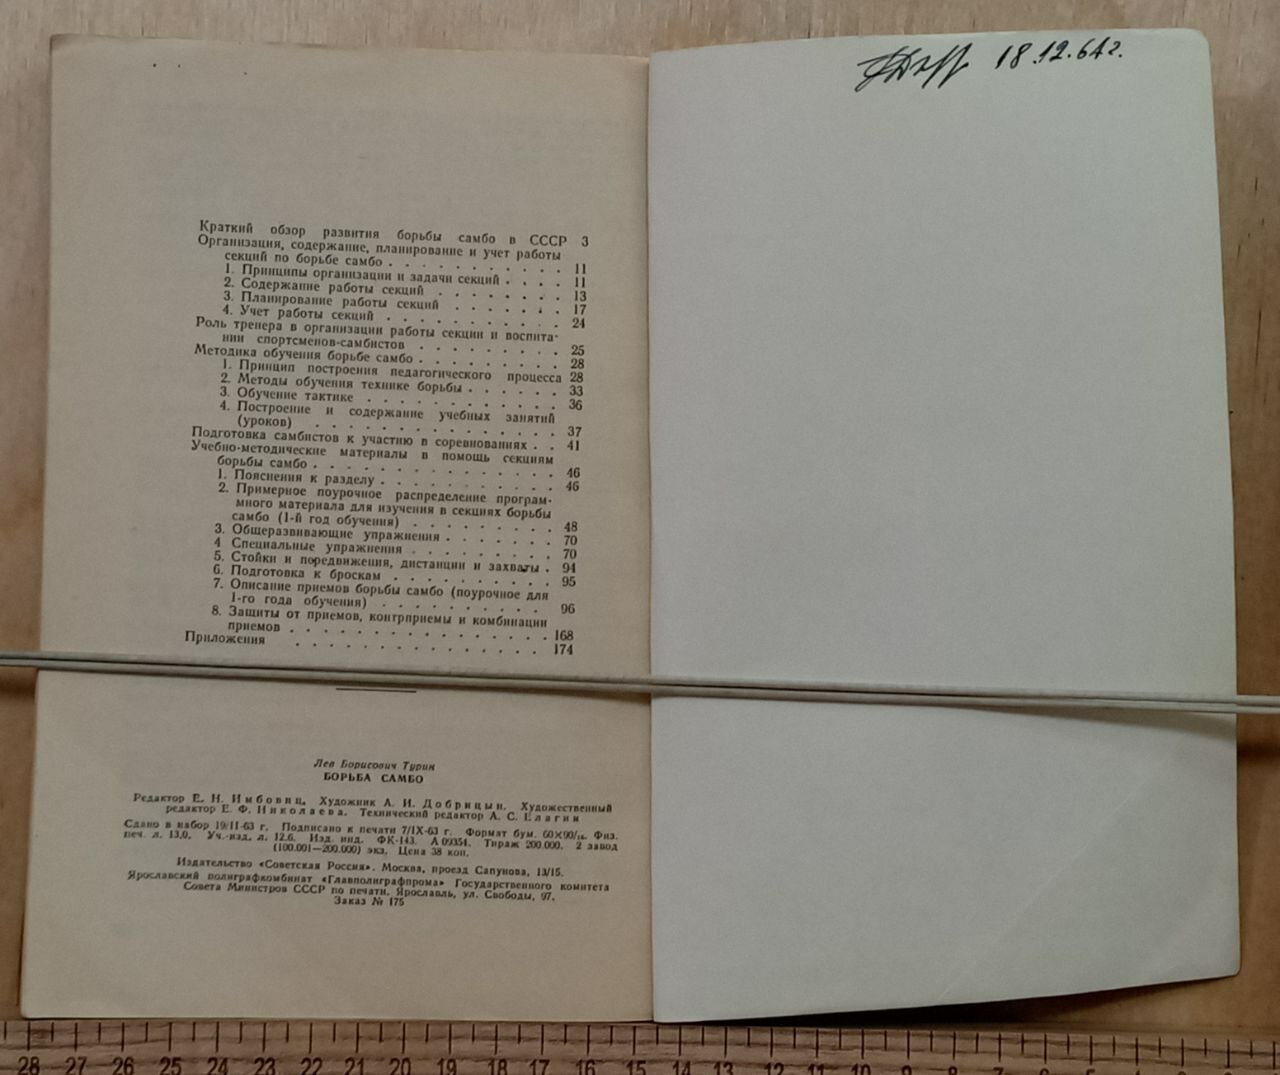 Краткий обзор развития борьбы самбо в СССР 3
Организация, содержание, планирование и учет работы
секций по борьбе самбо . . . . . . . . . . 11
1. Принципы организации и задачи секций . . . . 11
2. Содержание работы секций . . . . . . . 13
3. Планирование работы секций . . . . . . 17
4. Учет работы секций . . . . . . . . . . 24
Роль тренера в организации работы секции и воспита-
нии спортсменов-самбистов . . . . . . . . 25
Методика обучения борьбе самбо . . . . . . . . 28
1. Принцип построения педагогического процесса 28
2. Методы обучения технике борьбы . . . . . . 33
3. Обучение тактике . . . . . . . . . . . 36
4. Построение и содержание учебных занятий
(уроков) . . . . . . . . . . . . . 37
Подготовка самбистов к участию в соревнованиях . . 41
Учебно-методические материалы в помощь секциям
борьбы самбо . . . . . . . . . . . . . . 46
1. Пояснения к разделу . . . . . . . . . . 46
2. Примерное поурочное распределение програм-
много материала для изучения в секциях борьбы
самбо (1-й год обучения) . . . . . . . . 48
3. Общеразвивающие упражнения . . . . . . 70
4 Специальные упражнения . . . . . . . . 70
5. Стойки и передвижения, дистанции и захваты . 94
6. Подготовка к броскам . . . . . . . . . 95
7. Описание приемов борьбы самбо (поурочное для
1-го года обучения) . . . . . . . . . 96
8. Защиты от приемов, контрприемы и комбинации
приемов . . . . . . . . . . . . . . . 168
Приложения . . . . . . . . . . . . . . 174
Лев Борисович Турин
БОРЬБА САМБО
Редактор Е. Н. Имбовиц. Художник А. И. Добрицын. Художественный
редактор Е. Ф. Николаева. Технический редактор А. С. Елагин
Сдано в набор 19/II-63 г. Подписано к печати 7/IX-63 г. Формат бум. 60×90/16. Физ.
печ. л. 13,0. Уч.-изд. л. 12,6. Изд. инд. ФК-143. А 09354. Тираж 200.000. 2 завод
(100.001—200.000) экз. Цена 38 коп.
Издательство «Советская Россия». Москва, проезд Сапунова, 13/15.
Ярославский полиграфкомбинат «Главполиграфпрома» Государственного комитета
Совета Министров СССР по печати. Ярославль, ул. Свободы, 97.
Заказ № 175
18.12.64г.
28 27 26 25 24 23 22 21 20 19 18 17 16 15 14 13 12 11 10 9 8 7 6 5 4